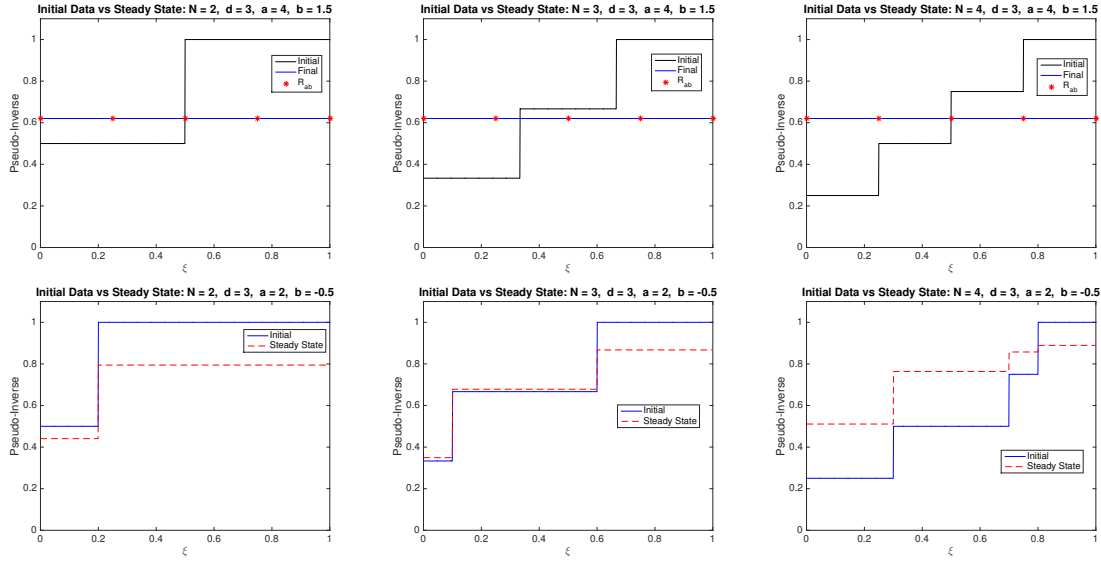 Initial Data vs Steady State: N = 2, d = 3, a = 4, b = 1.5
Pseudo-Inverse
1
0.8
0.6
0.4
0.2
0
Initial
Final
R_ab
0 0.2 0.4 0.6 0.8 1
ξ
Initial Data vs Steady State: N = 3, d = 3, a = 4, b = 1.5
Pseudo-Inverse
1
0.8
0.6
0.4
0.2
0
Initial
Final
R_ab
0 0.2 0.4 0.6 0.8 1
ξ
Initial Data vs Steady State: N = 4, d = 3, a = 4, b = 1.5
Pseudo-Inverse
1
0.8
0.6
0.4
0.2
0
Initial
Final
R_ab
0 0.2 0.4 0.6 0.8 1
ξ
Initial Data vs Steady State: N = 2, d = 3, a = 2, b = -0.5
Pseudo-Inverse
1
0.8
0.6
0.4
0.2
0
Initial
Steady State
0 0.2 0.4 0.6 0.8 1
ξ
Initial Data vs Steady State: N = 3, d = 3, a = 2, b = -0.5
Pseudo-Inverse
1
0.8
0.6
0.4
0.2
0
Initial
Steady State
0 0.2 0.4 0.6 0.8 1
ξ
Initial Data vs Steady State: N = 4, d = 3, a = 2, b = -0.5
Pseudo-Inverse
1
0.8
0.6
0.4
0.2
0
Initial
Steady State
0 0.2 0.4 0.6 0.8 1
ξ